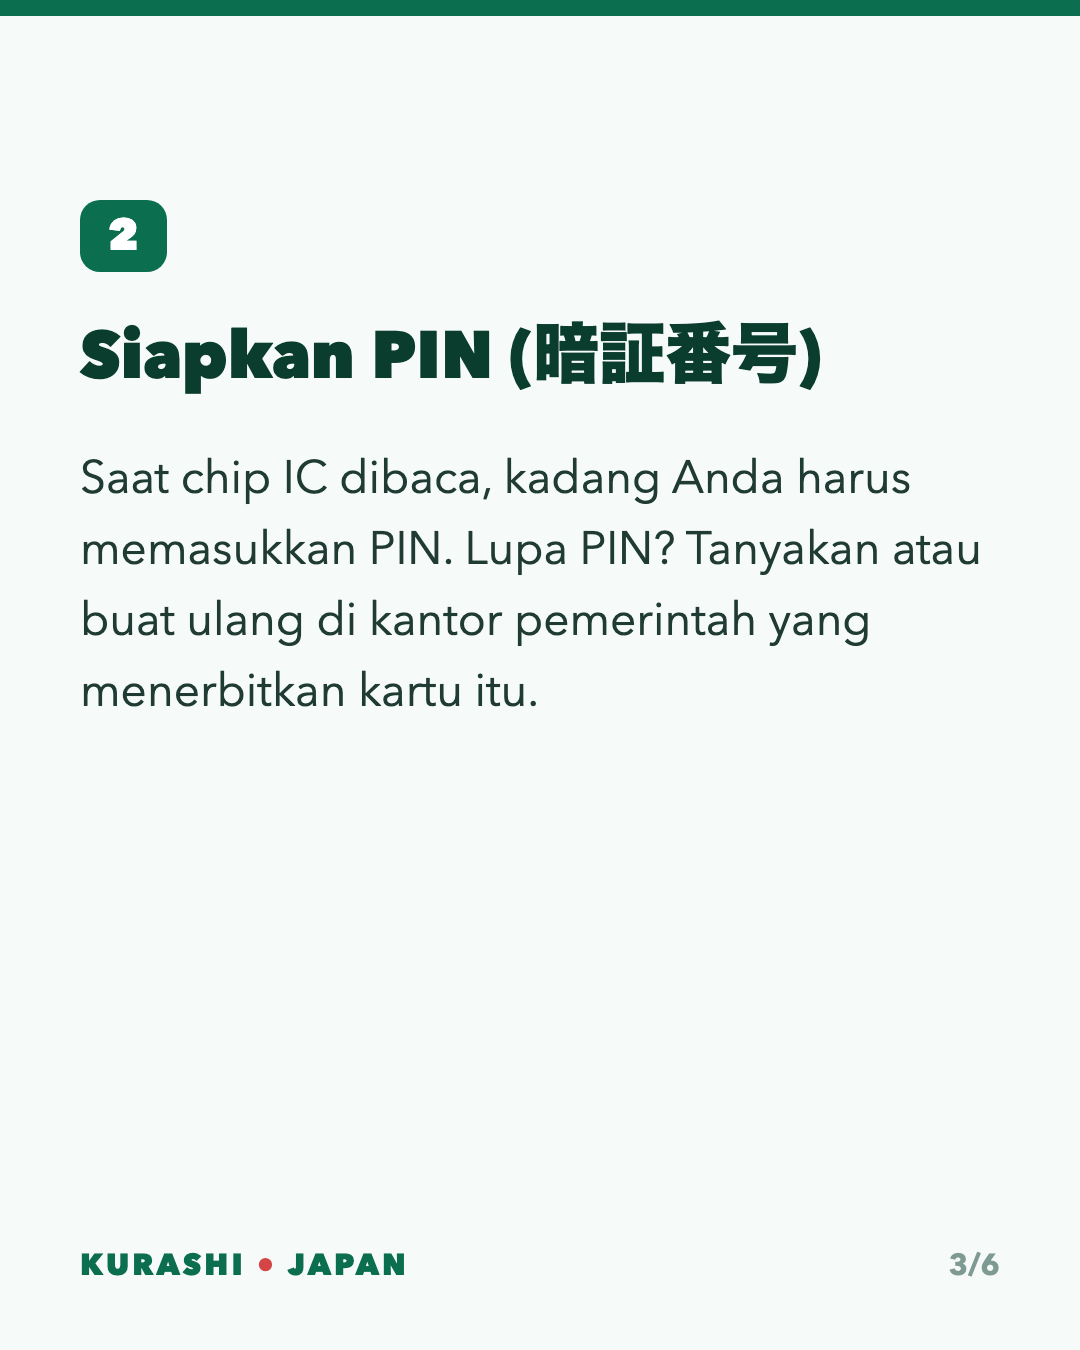 2
Siapkan PIN (暗証番号)
Saat chip IC dibaca, kadang Anda harus
memasukkan PIN. Lupa PIN? Tanyakan atau
buat ulang di kantor pemerintah yang
menerbitkan kartu itu.
KURASHI • JAPAN
3/6